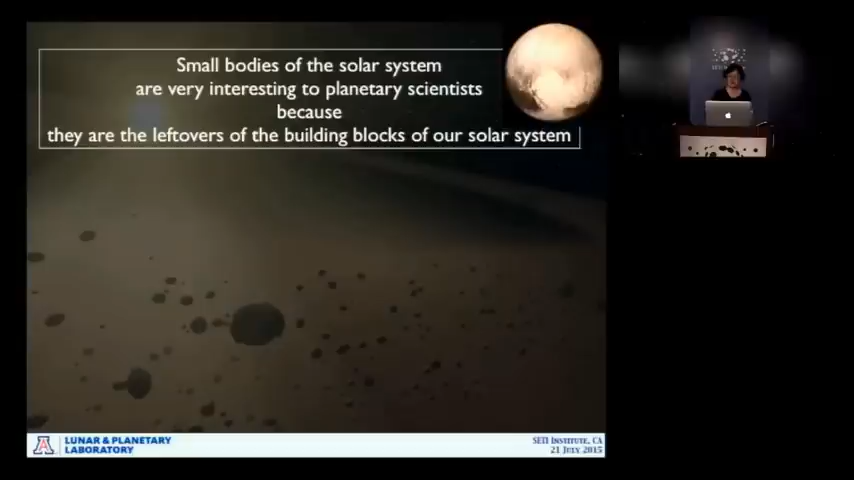 Small bodies of the solar system
are very interesting to planetary scientists
because
they are the leftovers of the building blocks of our solar system
LUNAR & PLANETARY
LABORATORY
SETI INSTITUTE, CA
21 JULY 2015